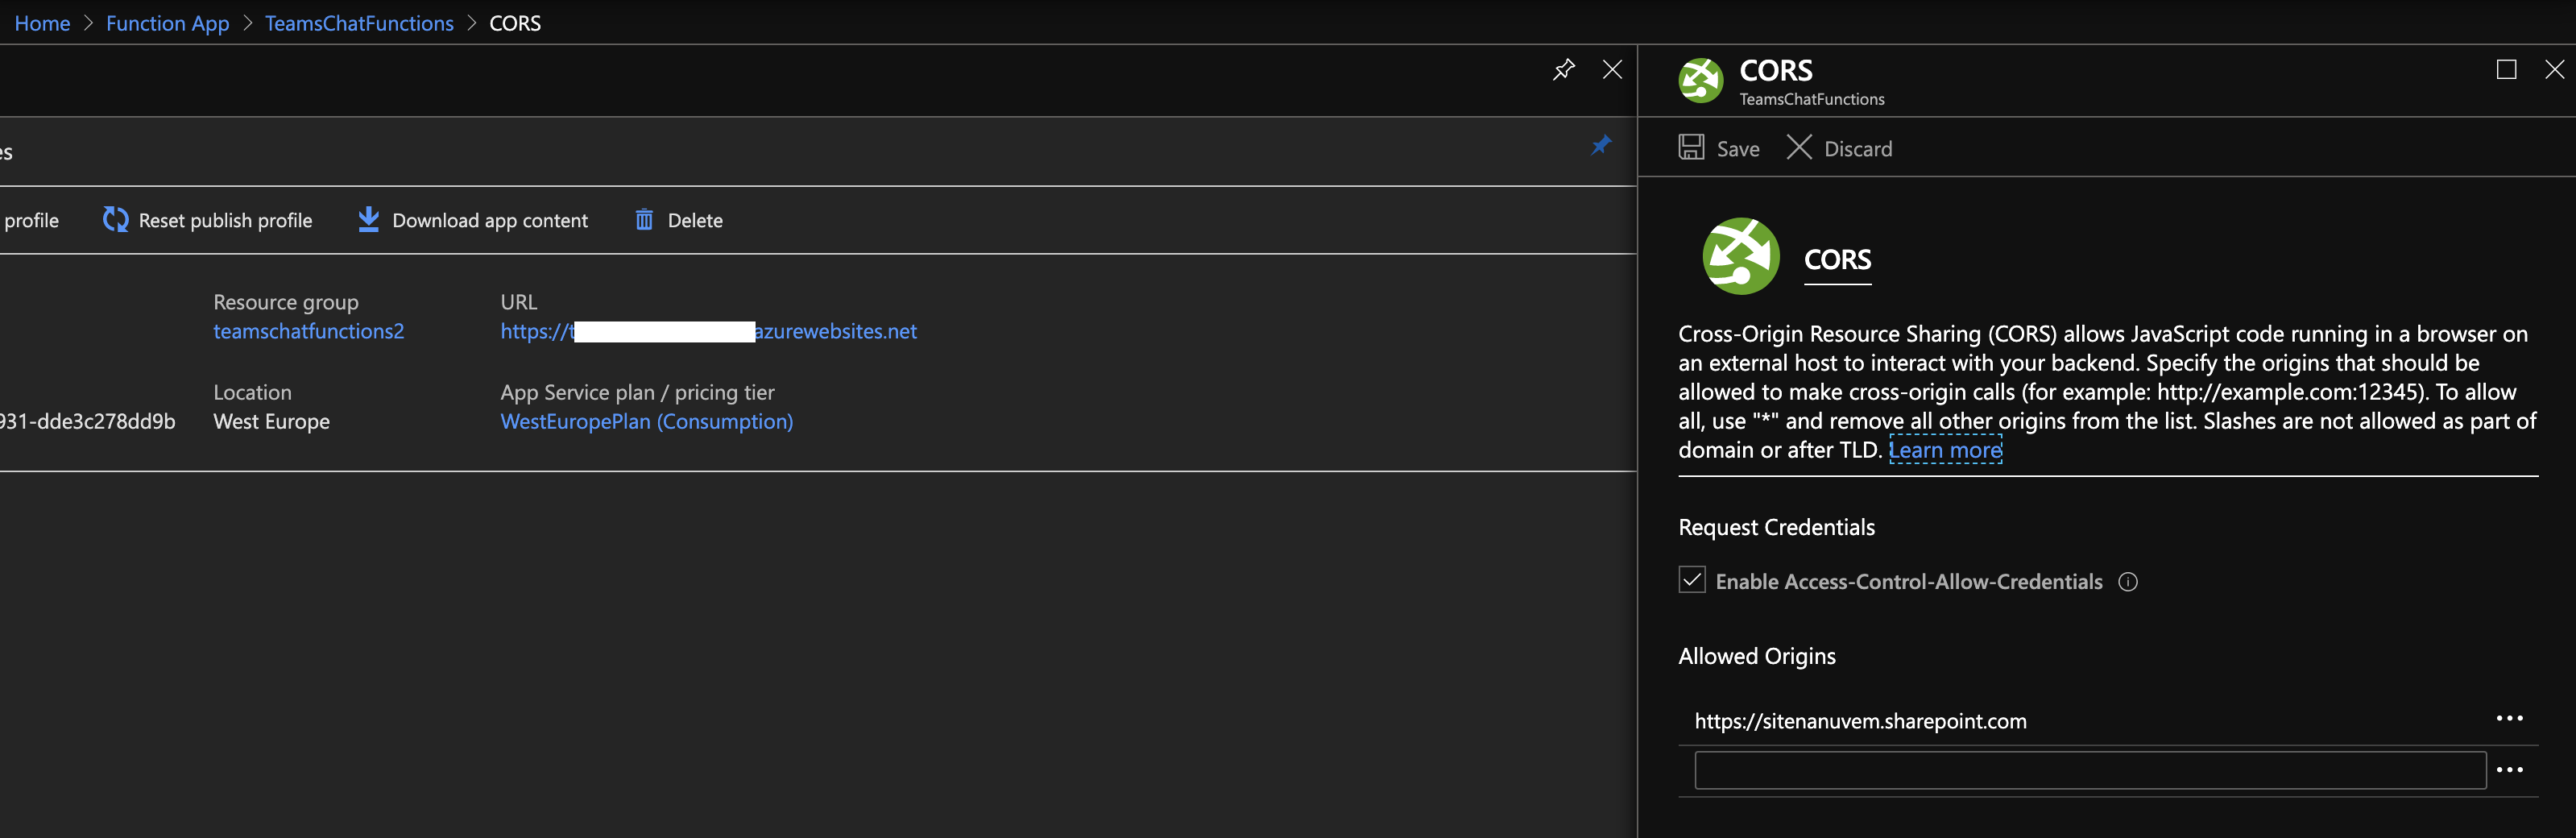 Home > Function App > TeamsChatFunctions > CORS
CORS
TeamsChatFunctions
es
Save Discard
profile Reset publish profile Download app content Delete
Resource group URL
teamschatfunctions2 https://t azurewebsites.net
Location App Service plan / pricing tier
931-dde3c278dd9b West Europe WestEuropePlan (Consumption)
CORS
Cross-Origin Resource Sharing (CORS) allows JavaScript code running in a browser on
an external host to interact with your backend. Specify the origins that should be
allowed to make cross-origin calls (for example: http://example.com:12345). To allow
all, use "*" and remove all other origins from the list. Slashes are not allowed as part of
domain or after TLD. Learn more
Request Credentials
Enable Access-Control-Allow-Credentials
Allowed Origins
https://sitenanuvem.sharepoint.com